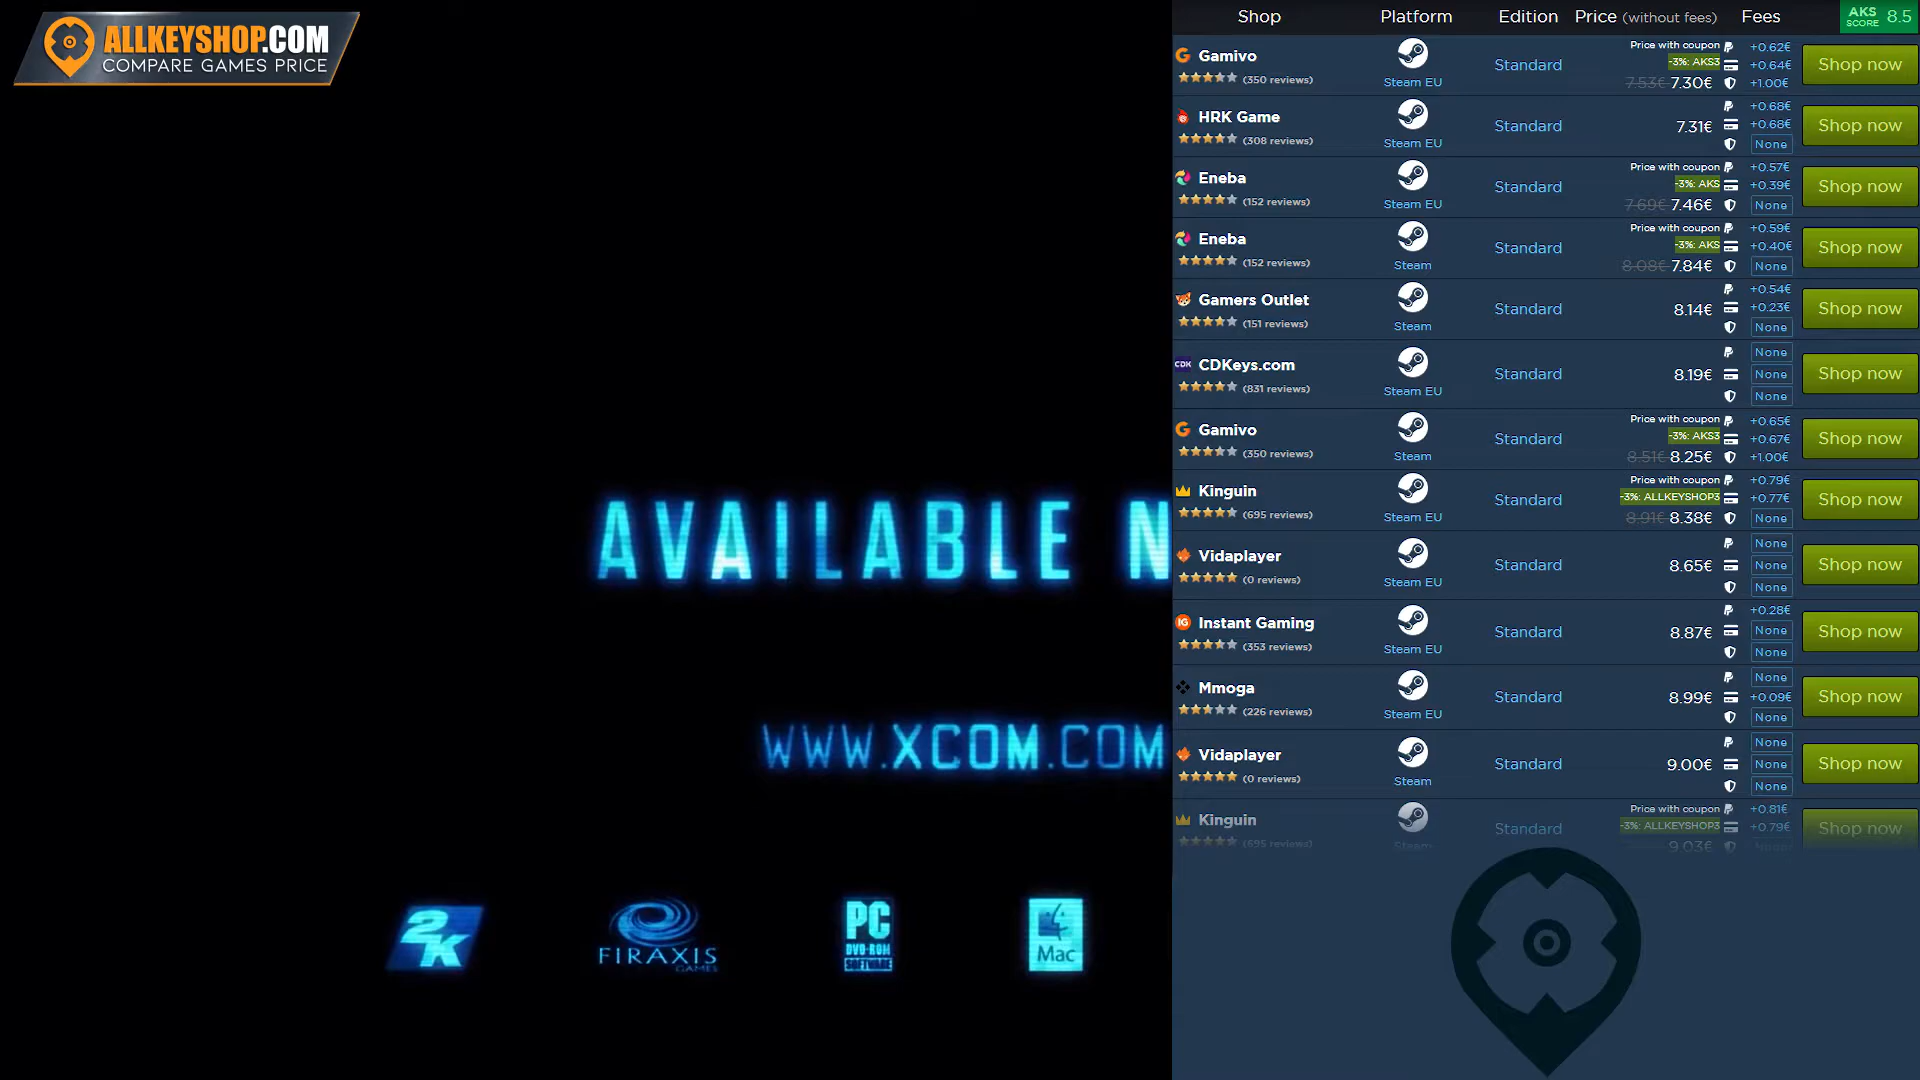 ALLKEYSHOP.COM
COMPARE GAMES PRICE
AVAILABLE N
WWW.XCOM.COM
2K
FIRAXIS
GAMES
PC
DVD-ROM
SOFTWARE
Mac
Shop Platform Edition Price (without fees) Fees AKS SCORE 8.5
Gamivo (350 reviews) Steam EU Standard Price with coupon -3%: AKS3 7.53€ 7.30€ +0.62€ +0.64€ +1.00€ Shop now
HRK Game (308 reviews) Steam EU Standard 7.31€ +0.68€ +0.68€ None Shop now
Eneba (152 reviews) Steam EU Standard Price with coupon -3%: AKS 7.69€ 7.46€ +0.57€ +0.39€ None Shop now
Eneba (152 reviews) Steam Standard Price with coupon -3%: AKS 8.08€ 7.84€ +0.59€ +0.40€ None Shop now
Gamers Outlet (151 reviews) Steam Standard 8.14€ +0.54€ +0.23€ None Shop now
CDK CDKeys.com (831 reviews) Steam EU Standard 8.19€ None None None Shop now
Gamivo (350 reviews) Steam Standard Price with coupon -3%: AKS3 8.51€ 8.25€ +0.65€ +0.67€ +1.00€ Shop now
Kinguin (695 reviews) Steam EU Standard Price with coupon -3%: ALLKEYSHOP3 8.91€ 8.38€ +0.79€ +0.77€ None Shop now
Vidaplayer (0 reviews) Steam EU Standard 8.65€ None None None Shop now
IG Instant Gaming (353 reviews) Steam EU Standard 8.87€ +0.28€ None None Shop now
Mmoga (226 reviews) Steam EU Standard 8.99€ None +0.09€ None Shop now
Vidaplayer (0 reviews) Steam Standard 9.00€ None None None Shop now
Kinguin (695 reviews) Steam Standard Price with coupon -3%: ALLKEYSHOP3 9.03€ +0.81€ +0.79€ None Shop now